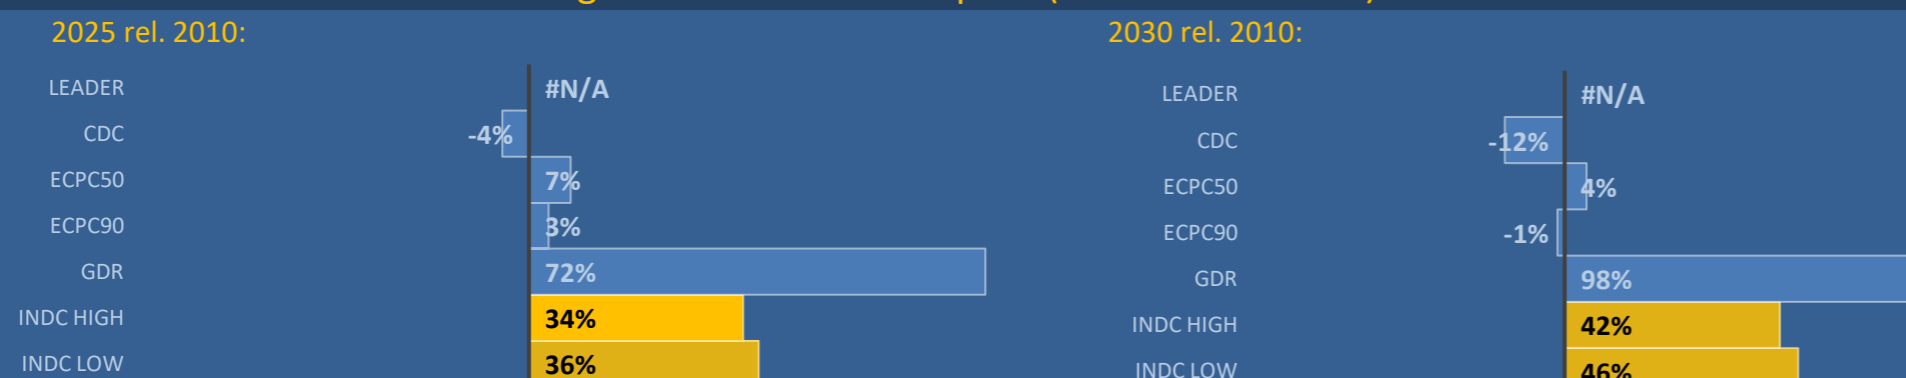 2025 rel. 2010:
LEADER #N/A
CDC -4%
ECPC50 7%
ECPC90 3%
GDR 72%
INDC HIGH 34%
INDC LOW 36%
2030 rel. 2010:
LEADER #N/A
CDC -12%
ECPC50 4%
ECPC90 -1%
GDR 98%
INDC HIGH 42%
INDC LOW 46%